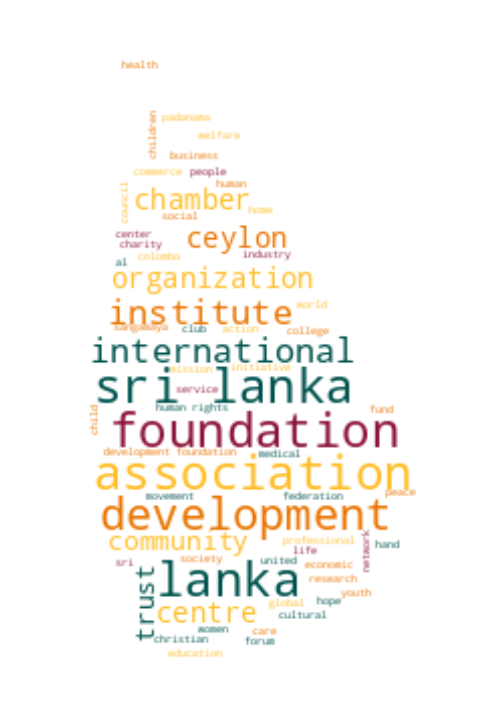 health
padanama
children
welfare
business
commerce people
human
council
chamber
home
social
center
ceylon
charity
industry
colombo
al
organization
world
institute
sangamaya club action college
international
mission initiative
sri lanka
service
human rights
fund
child
foundation
development foundation medical
association
peace
movement federation
development
community
professional
life
network
hand
sri society united economic
lanka
research
youth
trust
centre
global hope
cultural
women care
christian forum
education